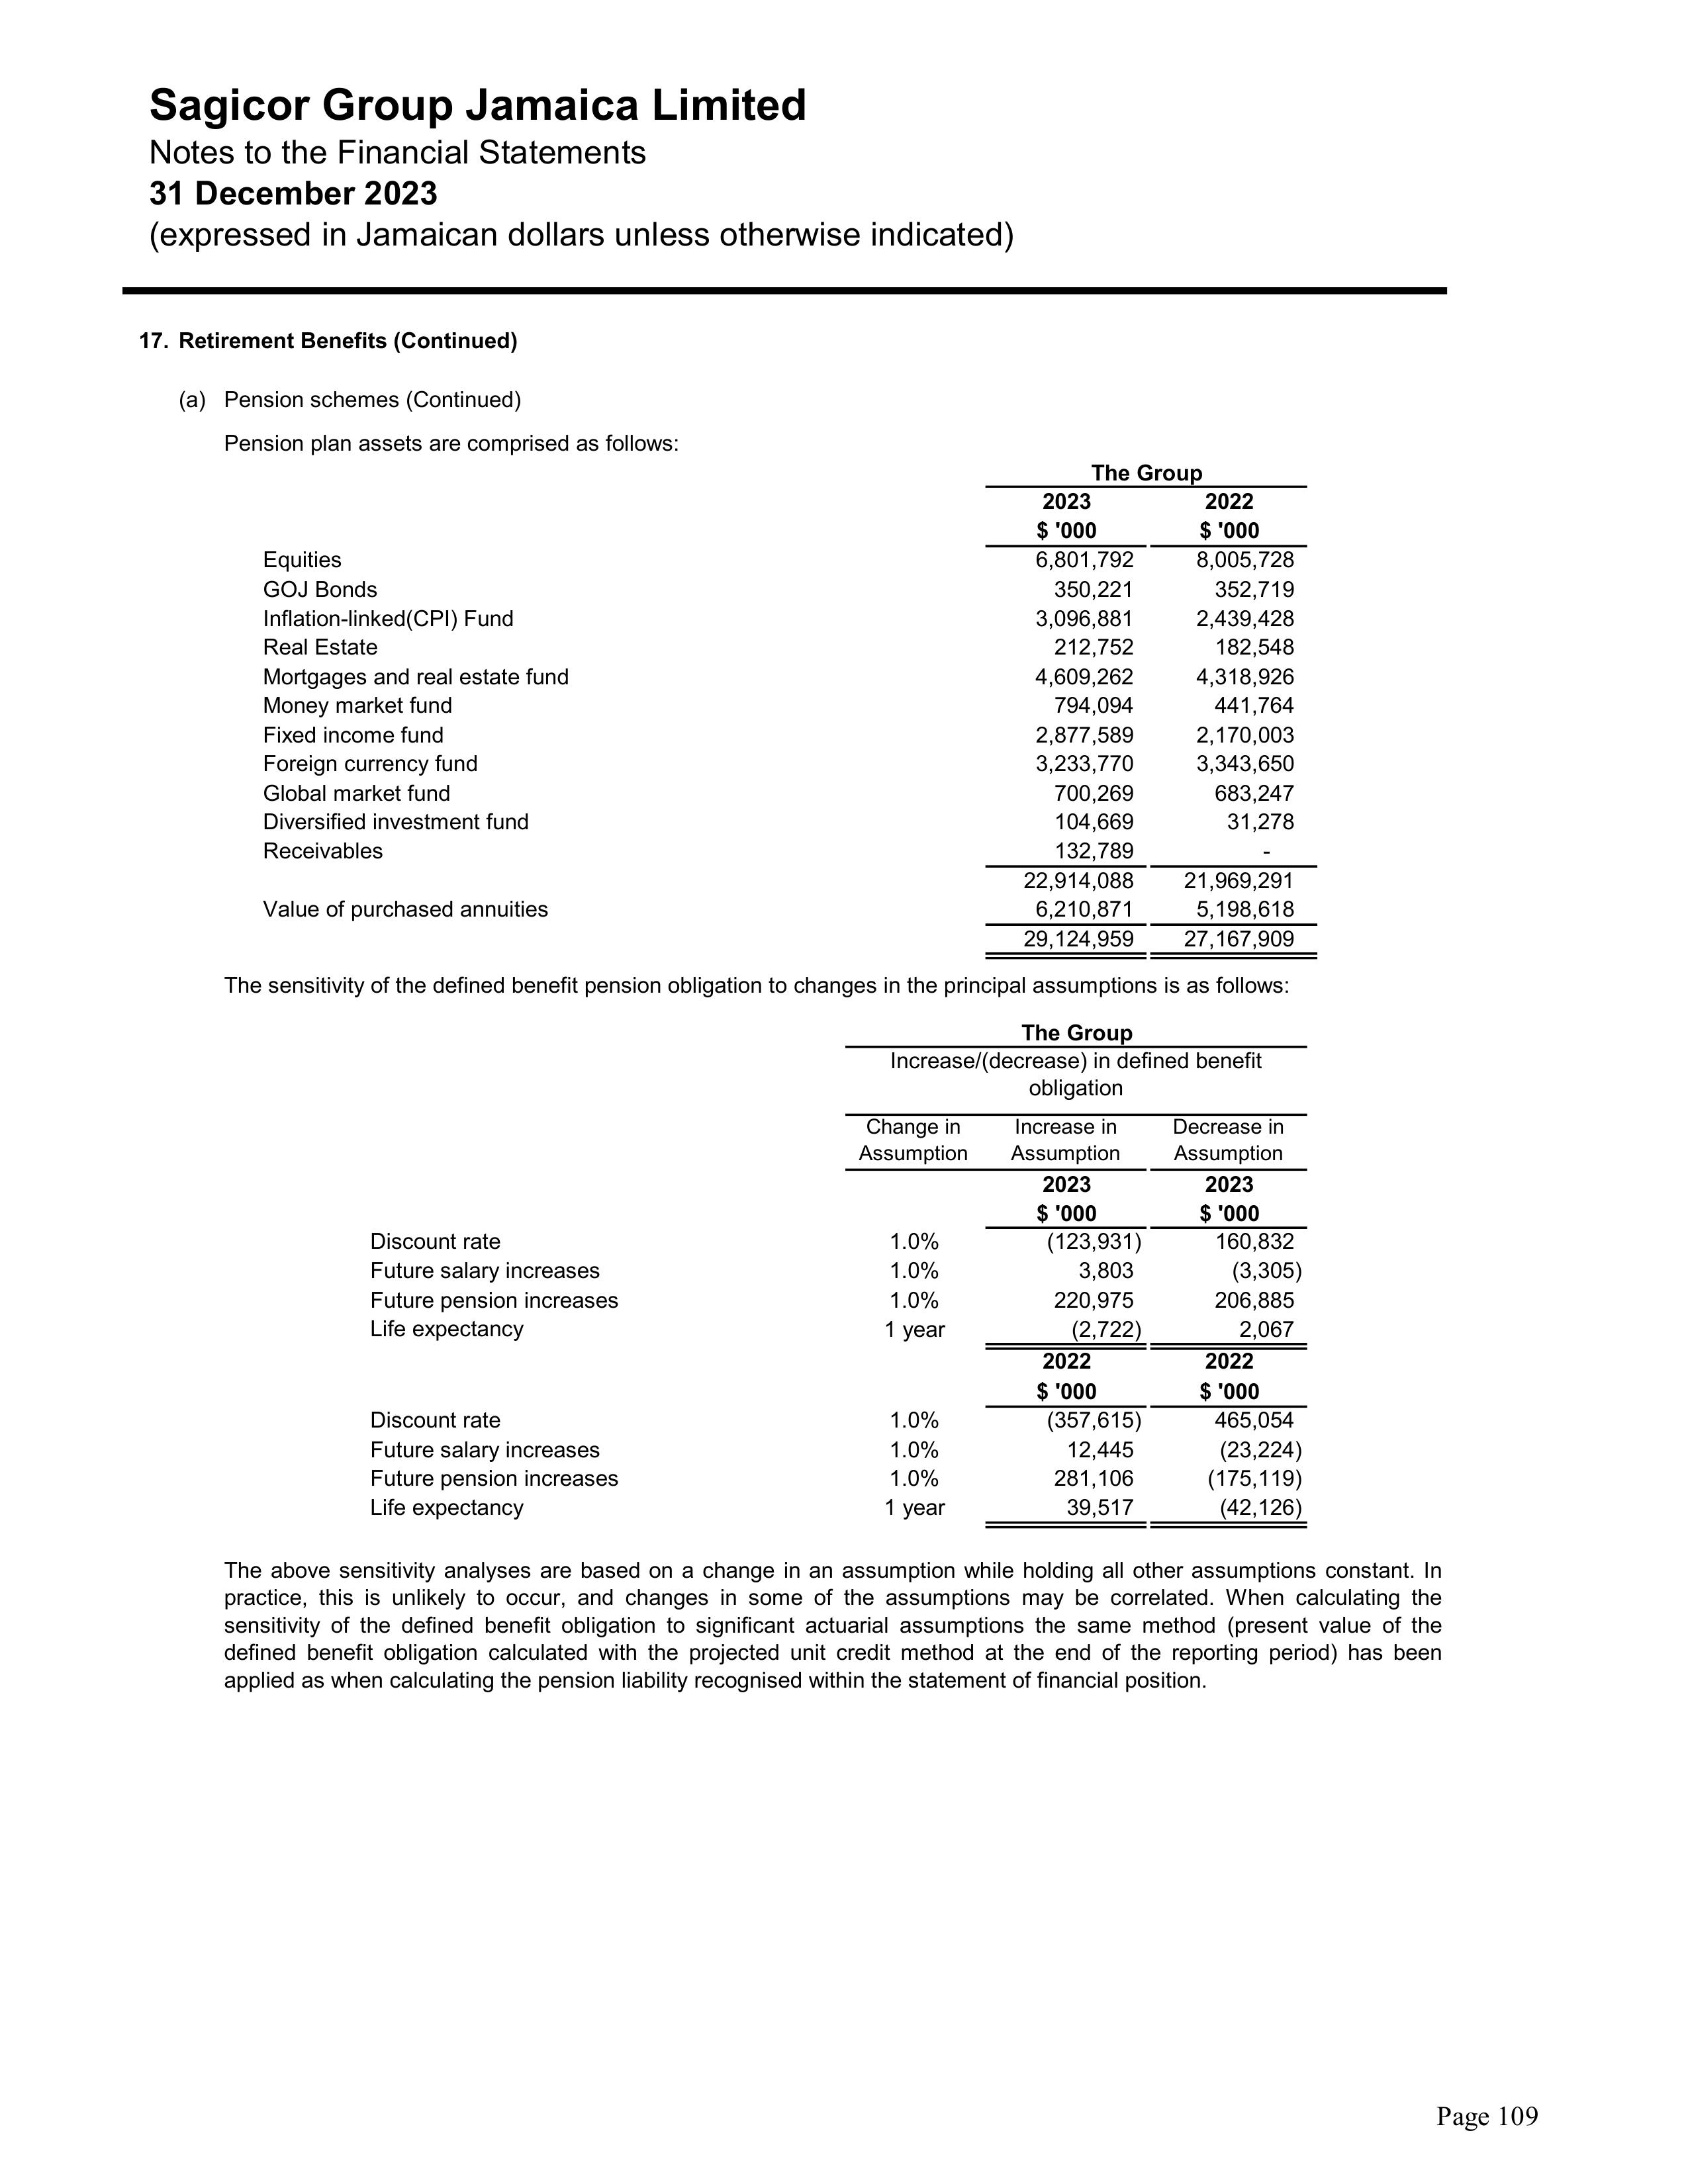 Sagicor Group Jamaica Limited
Notes to the Financial Statements
31 December 2023
(expressed in Jamaican dollars unless otherwise indicated)
17. Retirement Benefits (Continued)
(a) Pension schemes (Continued)
Pension plan assets are comprised as follows:
The Group
2023 2022
$ '000 $ '000
Equities 6,801,792 8,005,728
GOJ Bonds 350,221 352,719
Inflation-linked(CPI) Fund 3,096,881 2,439,428
Real Estate 212,752 182,548
Mortgages and real estate fund 4,609,262 4,318,926
Money market fund 794,094 441,764
Fixed income fund 2,877,589 2,170,003
Foreign currency fund 3,233,770 3,343,650
Global market fund 700,269 683,247
Diversified investment fund 104,669 31,278
Receivables 132,789 -
22,914,088 21,969,291
Value of purchased annuities 6,210,871 5,198,618
29,124,959 27,167,909
The sensitivity of the defined benefit pension obligation to changes in the principal assumptions is as follows:
The Group
Increase/(decrease) in defined benefit
obligation
Change in Increase in Decrease in
Assumption Assumption Assumption
2023 2023
$ '000 $ '000
Discount rate 1.0% (123,931) 160,832
Future salary increases 1.0% 3,803 (3,305)
Future pension increases 1.0% 220,975 206,885
Life expectancy 1 year (2,722) 2,067
2022 2022
$ '000 $ '000
Discount rate 1.0% (357,615) 465,054
Future salary increases 1.0% 12,445 (23,224)
Future pension increases 1.0% 281,106 (175,119)
Life expectancy 1 year 39,517 (42,126)
The above sensitivity analyses are based on a change in an assumption while holding all other assumptions constant. In
practice, this is unlikely to occur, and changes in some of the assumptions may be correlated. When calculating the
sensitivity of the defined benefit obligation to significant actuarial assumptions the same method (present value of the
defined benefit obligation calculated with the projected unit credit method at the end of the reporting period) has been
applied as when calculating the pension liability recognised within the statement of financial position.
Page 109